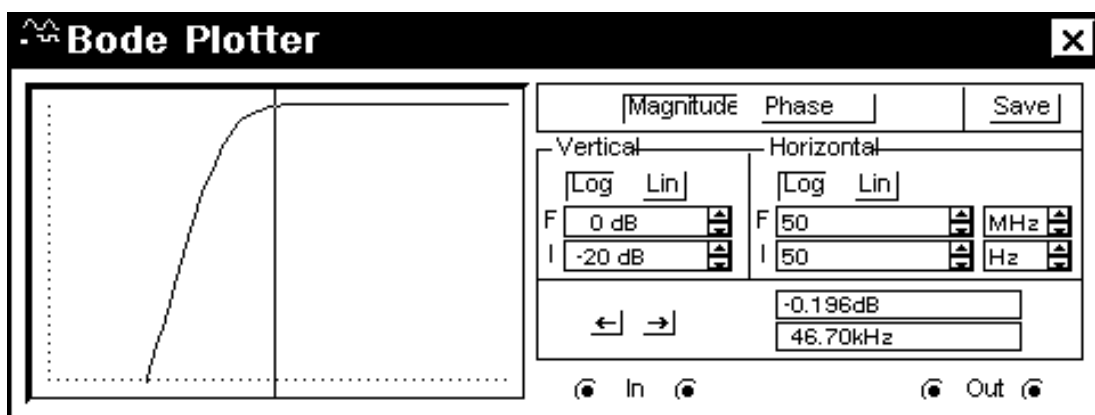 Bode Plotter
Magnitude Phase Save
Vertical Horizontal
Log Lin Log Lin
F 0 dB F 50 MHz
I -20 dB I 50 Hz
-0.196dB
46.70kHz
In Out